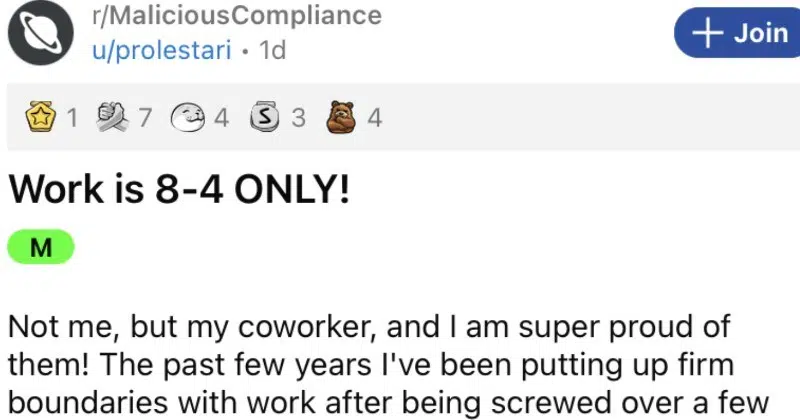 r/MaliciousCompliance
u/prolestari • 1d
+ Join
1 7 4 S 3 4
Work is 8-4 ONLY!
M
Not me, but my coworker, and I am super proud of
them! The past few years I've been putting up firm
boundaries with work after being screwed over a few